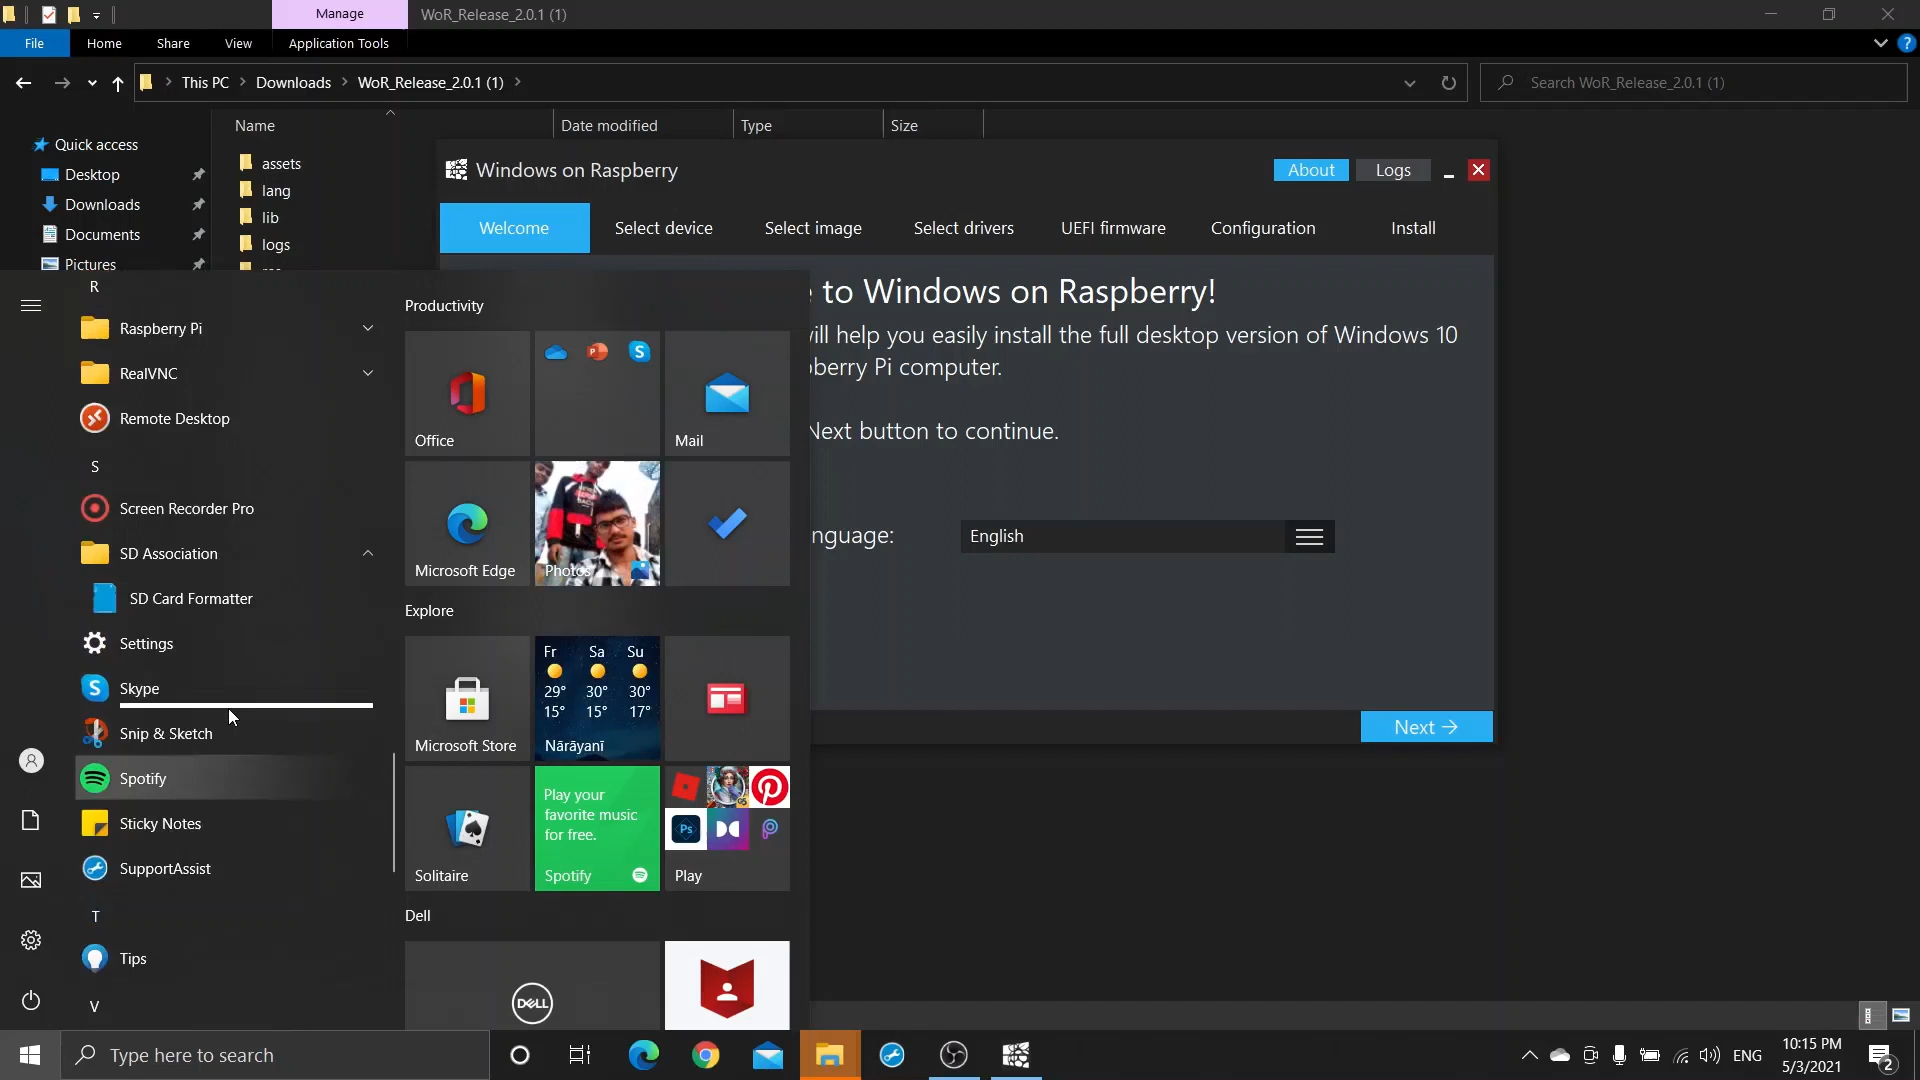 Manage
WoR_Release_2.0.1 (1)
File
Home
Share
View
Application Tools
This PC
Downloads
WoR_Release_2.0.1 (1)
Search WoR_Release_2.0.1 (1)
Name
Date modified
Type
Size
Quick access
Desktop
Downloads
Documents
Pictures
assets
lang
lib
logs
Windows on Raspberry
About
Logs
Welcome
Select device
Select image
Select drivers
UEFI firmware
Configuration
Install
to Windows on Raspberry!
will help you easily install the full desktop version of Windows 10
berry Pi computer.
Next button to continue.
nguage:
English
Next
R
Raspberry Pi
RealVNC
Remote Desktop
S
Screen Recorder Pro
SD Association
SD Card Formatter
Settings
Skype
Snip & Sketch
Spotify
Sticky Notes
SupportAssist
T
Tips
V
Productivity
Office
Mail
Microsoft Edge
Photos
Explore
Microsoft Store
Fr Sa Su
29° 30° 30°
15° 15° 17°
Nārāyanī
Solitaire
Play your
favorite music
for free.
Spotify
Ps
Play
Dell
DELL
Type here to search
ENG
10:15 PM
5/3/2021
2